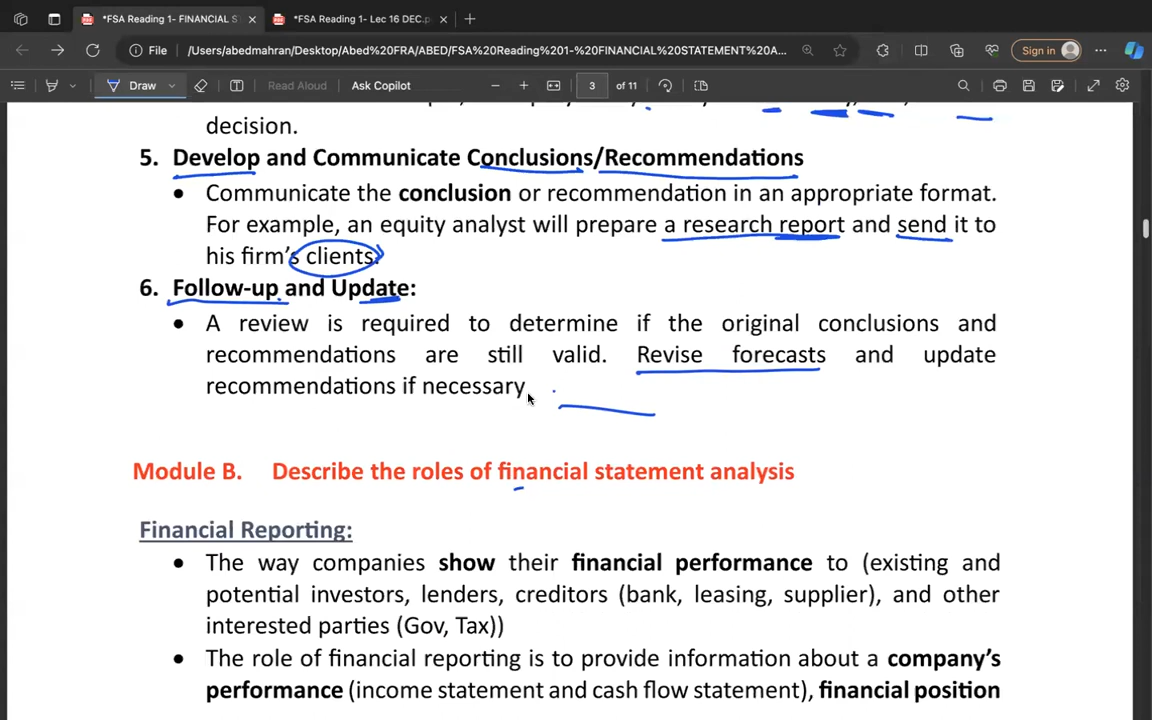 *FSA Reading 1- FINANCIAL S
*FSA Reading 1- Lec 16 DEC.p
File
/Users/abedmahran/Desktop/Abed%20FRA/ABED/FSA%20Reading%201-%20FINANCIAL%20STATEMENT%20A...
Sign in
Draw
Read Aloud
Ask Copilot
3 of 11
decision.
5. Develop and Communicate Conclusions/Recommendations
• Communicate the conclusion or recommendation in an appropriate format.
For example, an equity analyst will prepare a research report and send it to
his firm's clients.
6. Follow-up and Update:
• A review is required to determine if the original conclusions and
recommendations are still valid. Revise forecasts and update
recommendations if necessary
Module B. Describe the roles of financial statement analysis
Financial Reporting:
• The way companies show their financial performance to (existing and
potential investors, lenders, creditors (bank, leasing, supplier), and other
interested parties (Gov, Tax))
• The role of financial reporting is to provide information about a company's
performance (income statement and cash flow statement), financial position